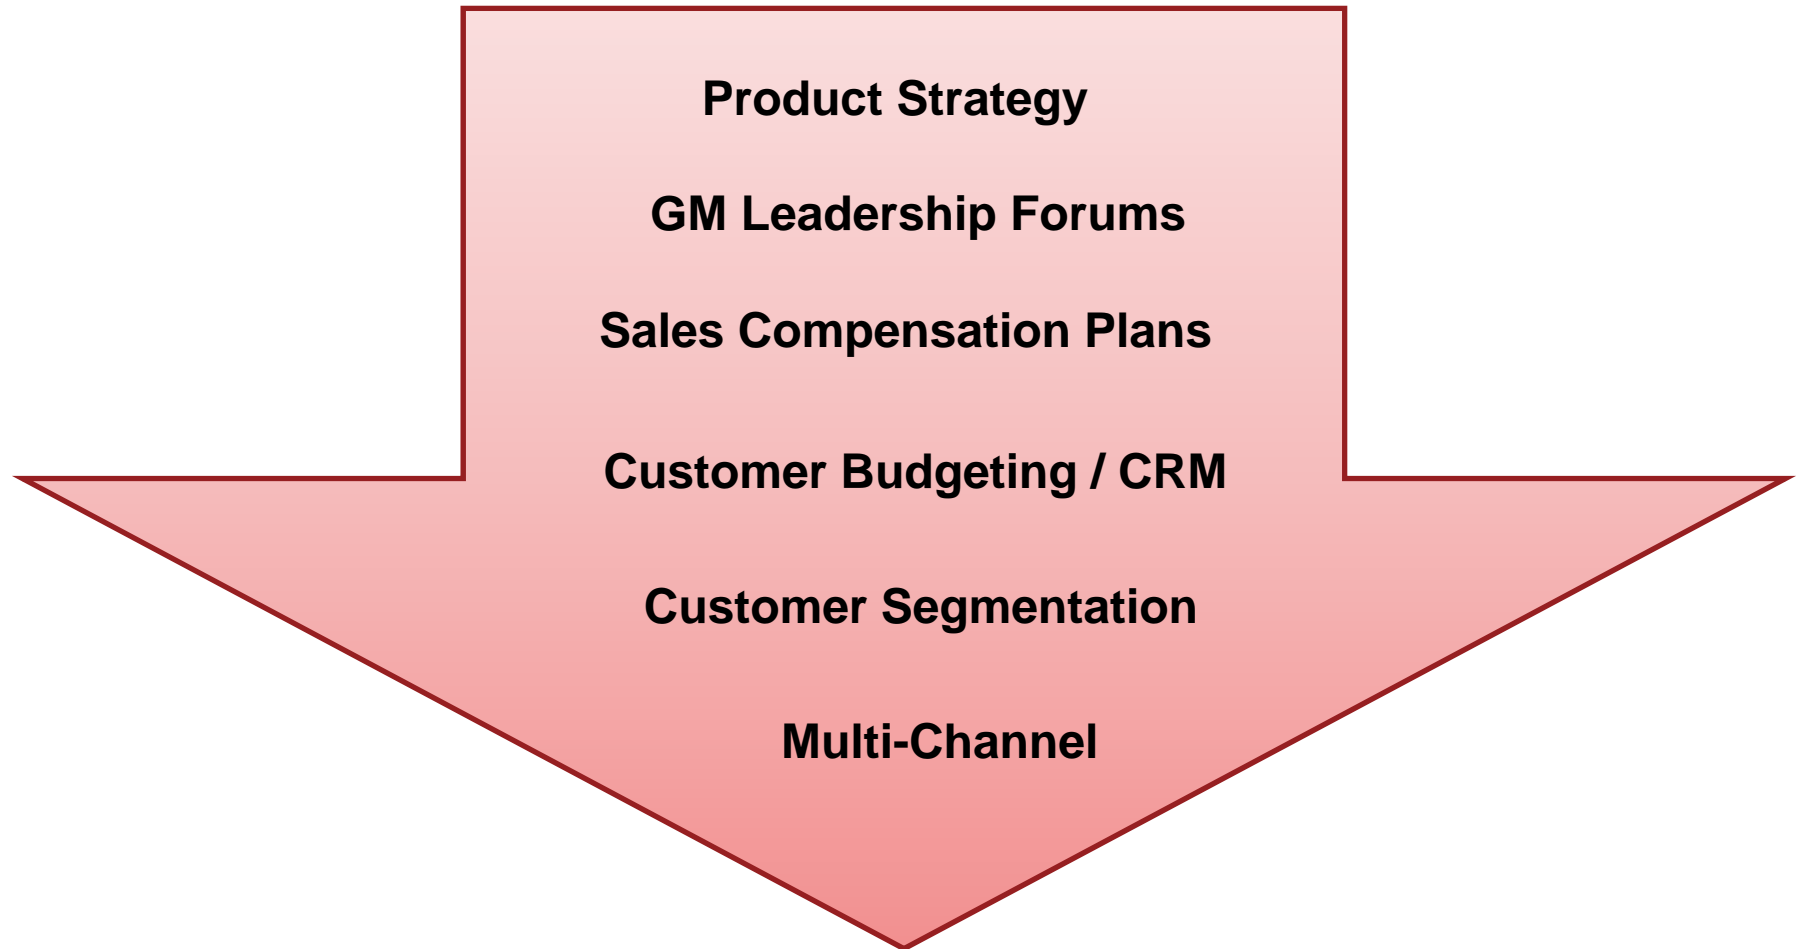 Product Strategy
GM Leadership Forums
Sales Compensation Plans
Customer Budgeting / CRM
Customer Segmentation
Multi-Channel